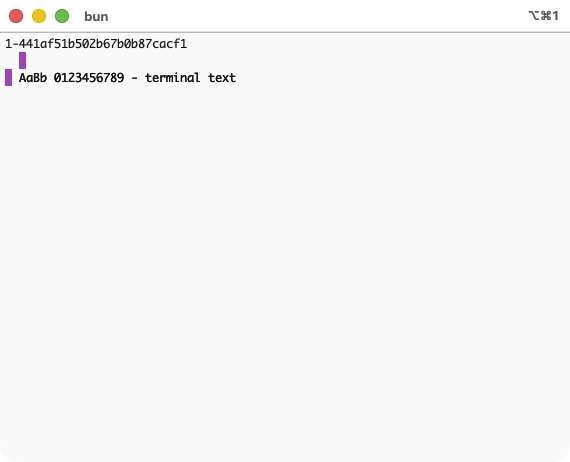 bun
⌥⌘1
1-441af51b502b67b0b87cacf1
AaBb 0123456789 - terminal text